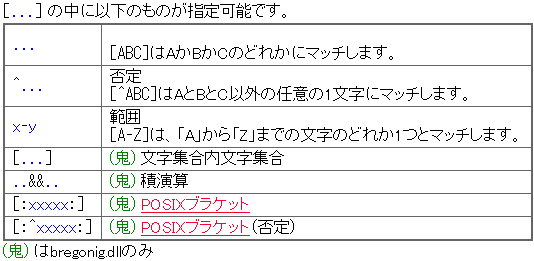 [...] の中に以下のものが指定可能です。
...
[ABC]はAかBかCのどれかにマッチします。
^...
否定
[^ABC]はAとBとC以外の任意の1文字にマッチします。
x-y
範囲
[A-Z]は、「A」から「Z」までの文字のどれか1つとマッチします。
[...] (鬼) 文字集合内文字集合
..&&.. (鬼) 積演算
[:xxxxx:] (鬼) POSIXブラケット
[:^xxxxx:] (鬼) POSIXブラケット(否定)
(鬼) はbregonig.dllのみ